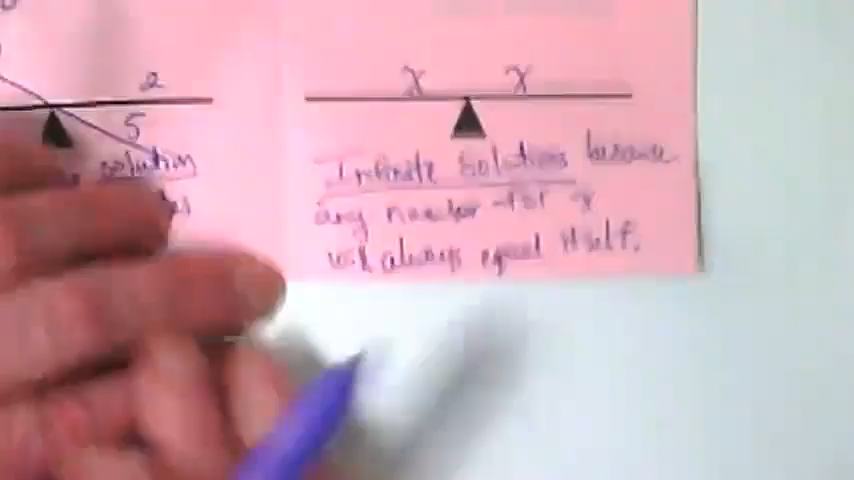 2
5
solution
x x
Infinite solutions because
any number for x
will always equal itself.